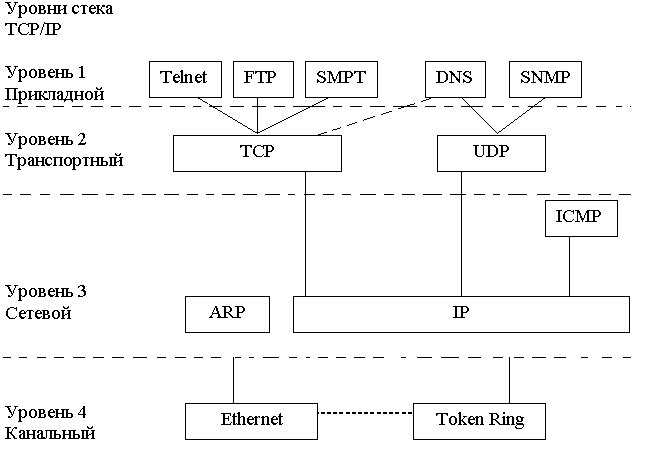 Уровни стека
TCP/IP
Уровень 1
Прикладной
Telnet
FTP
SMPT
DNS
SNMP
Уровень 2
Транспортный
TCP
UDP
ICMP
Уровень 3
Сетевой
ARP
IP
Уровень 4
Канальный
Ethernet
Token Ring